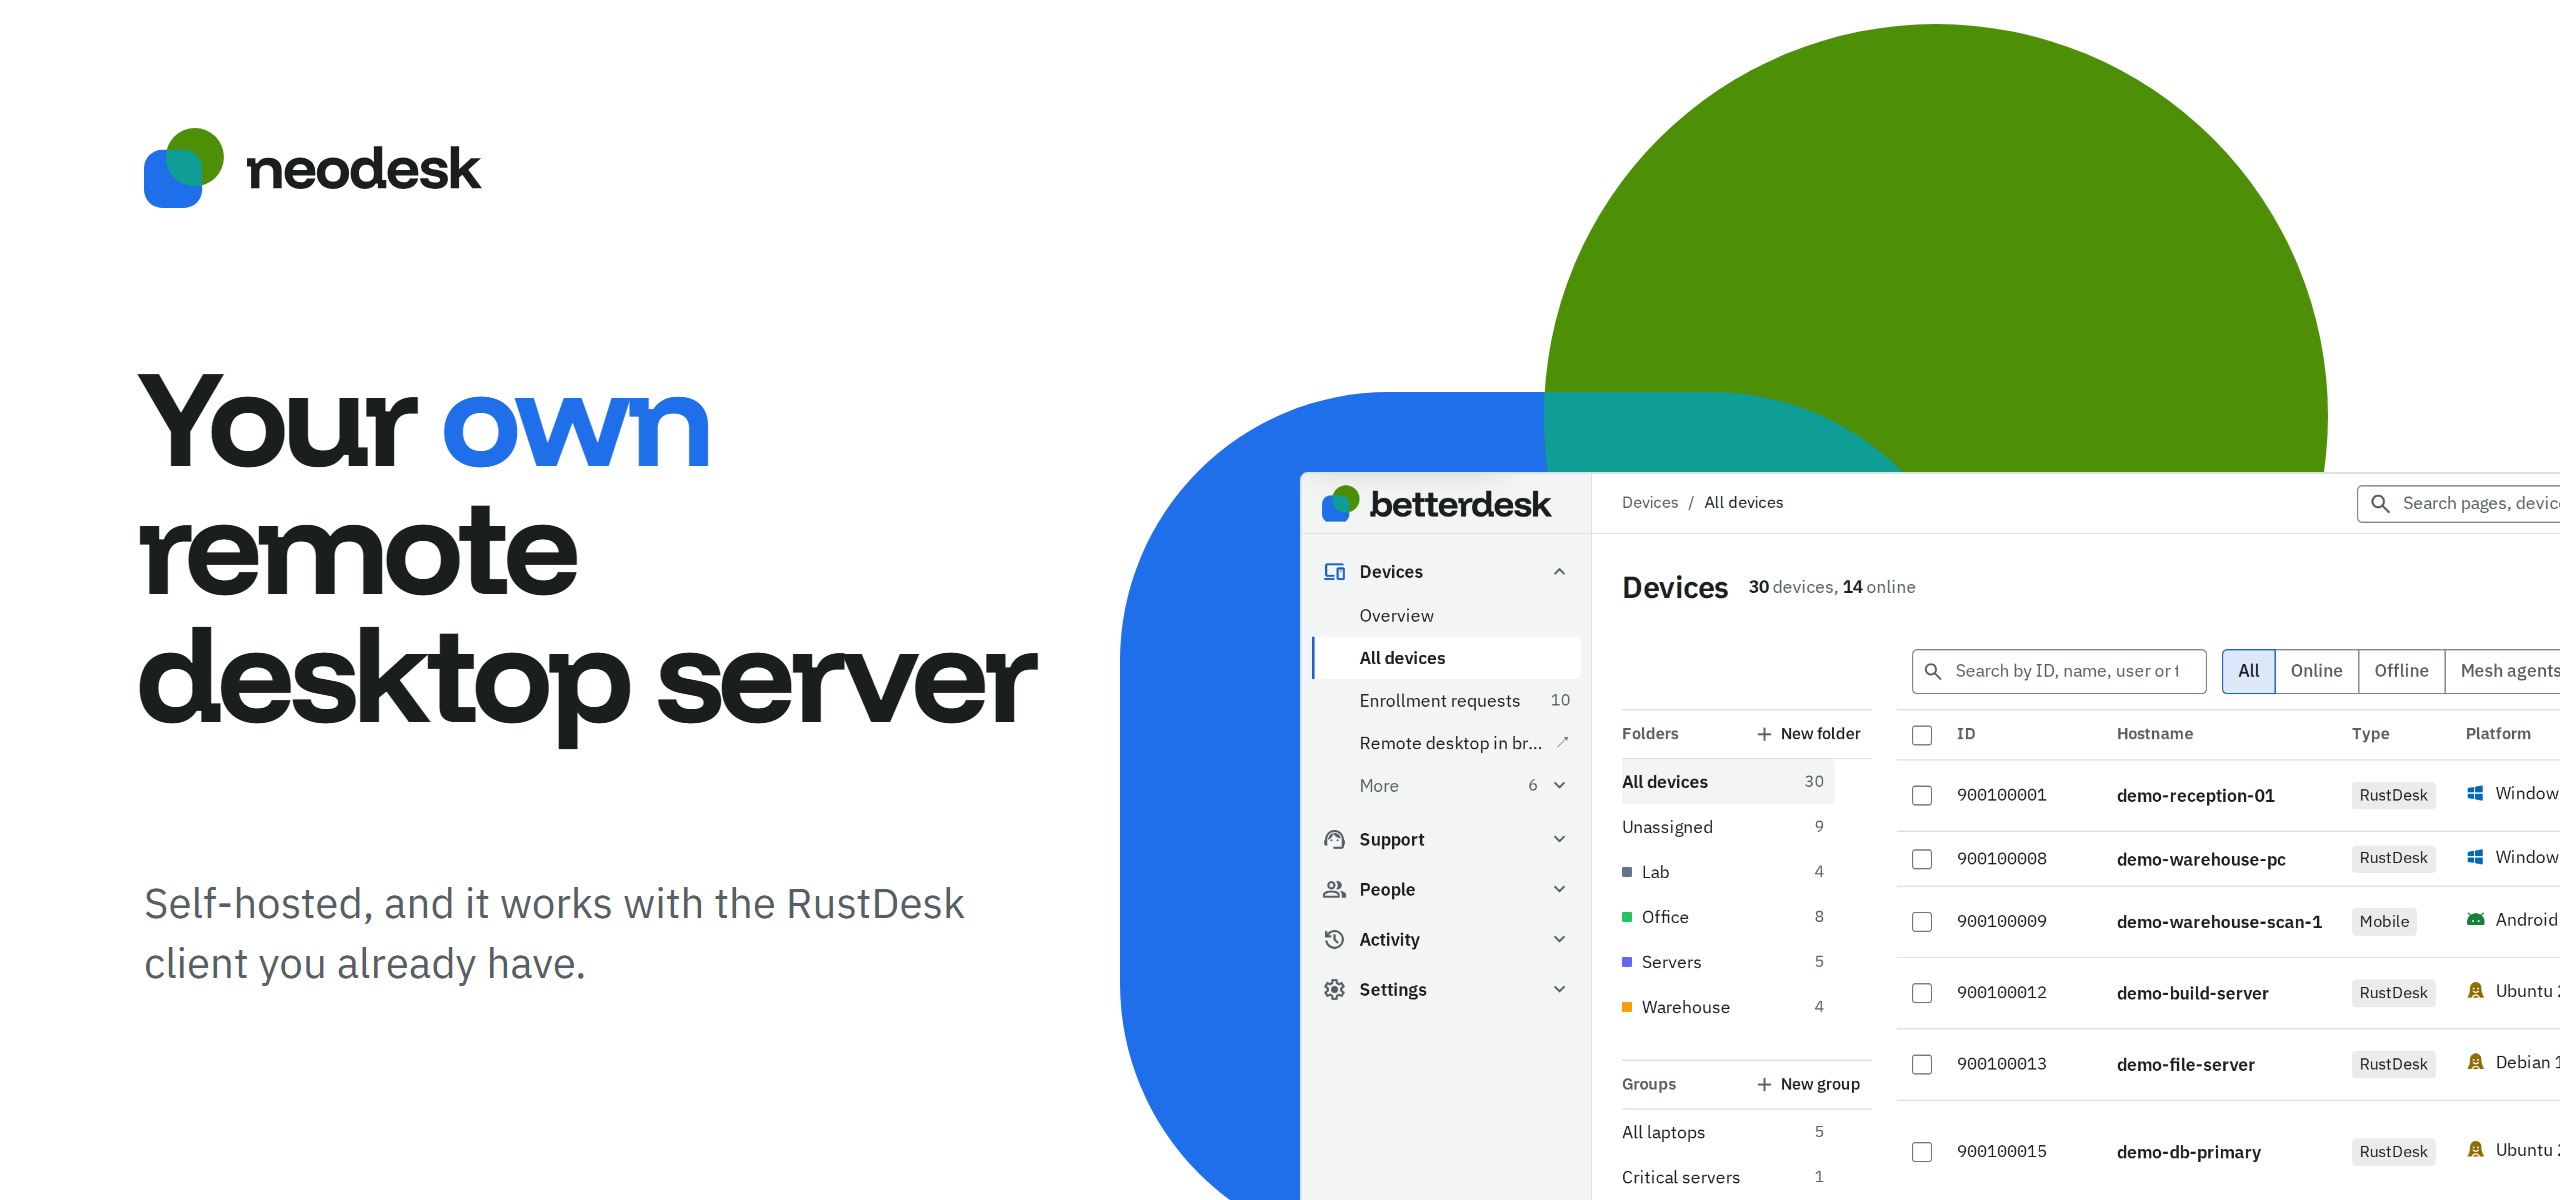 neodesk
Your own
remote
desktop server
Self-hosted, and it works with the RustDesk
client you already have.
betterdesk
Devices
Overview
All devices
Enrollment requests 10
Remote desktop in br...
More 6
Support
People
Activity
Settings
Devices / All devices
Search pages, devic
Devices 30 devices, 14 online
Search by ID, name, user or t
All Online Offline Mesh agents
Folders New folder
All devices 30
Unassigned 9
Lab 4
Office 8
Servers 5
Warehouse 4
Groups New group
All laptops 5
Critical servers 1
ID Hostname Type Platform
900100001 demo-reception-01 RustDesk Window
900100008 demo-warehouse-pc RustDesk Window
900100009 demo-warehouse-scan-1 Mobile Android
900100012 demo-build-server RustDesk Ubuntu
900100013 demo-file-server RustDesk Debian 1
900100015 demo-db-primary RustDesk Ubuntu